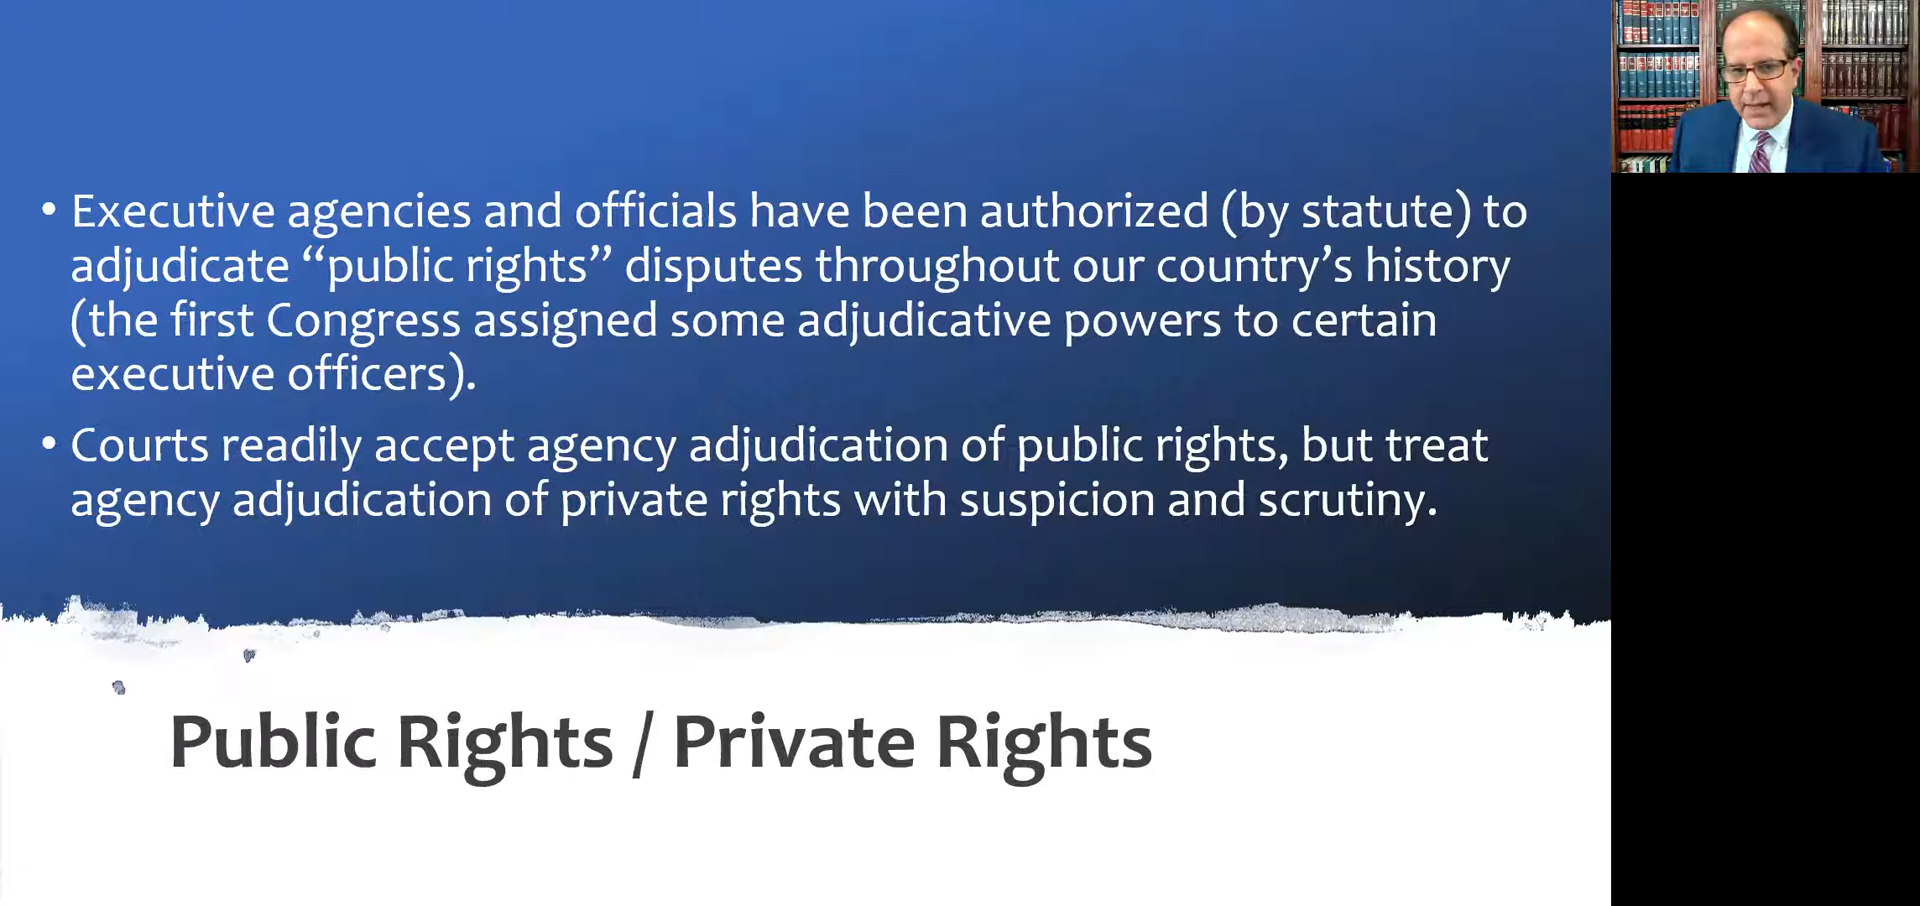 • Executive agencies and officials have been authorized (by statute) to
adjudicate “public rights” disputes throughout our country’s history
(the first Congress assigned some adjudicative powers to certain
executive officers).
• Courts readily accept agency adjudication of public rights, but treat
agency adjudication of private rights with suspicion and scrutiny.
Public Rights / Private Rights